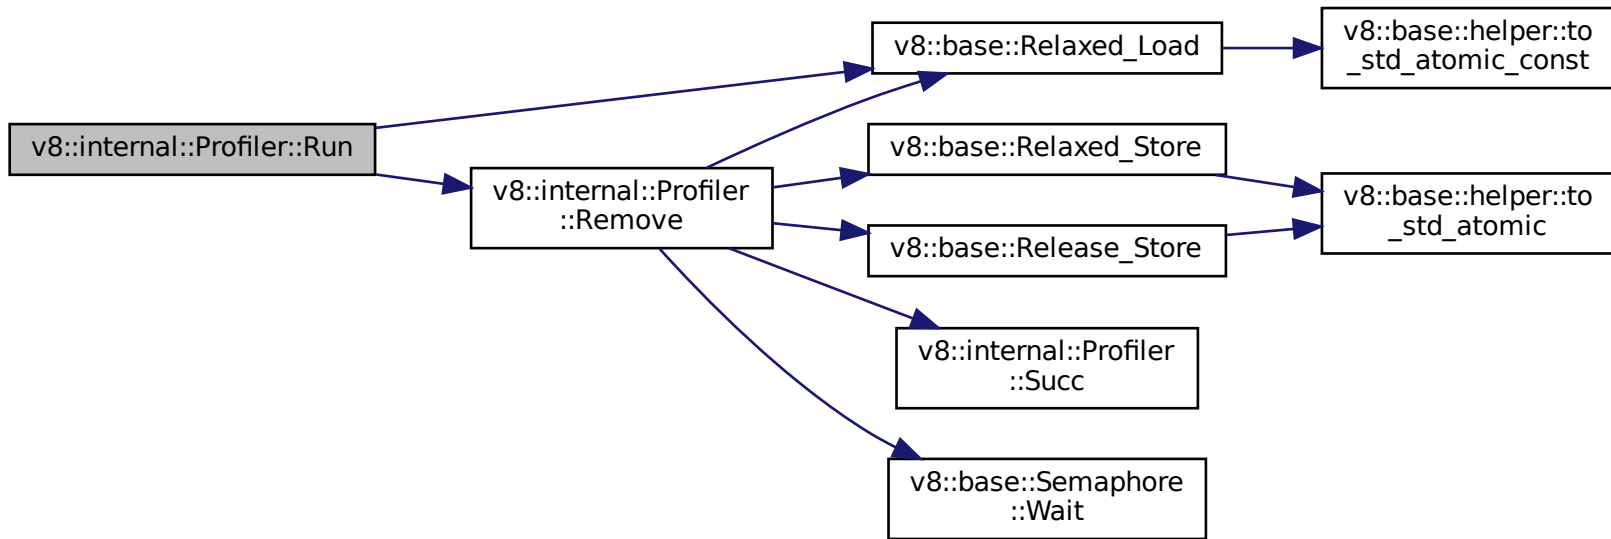 v8::internal::Profiler::Run
v8::internal::Profiler
::Remove
v8::base::Relaxed_Load
v8::base::Relaxed_Store
v8::base::Release_Store
v8::internal::Profiler
::Succ
v8::base::Semaphore
::Wait
v8::base::helper::to
_std_atomic_const
v8::base::helper::to
_std_atomic